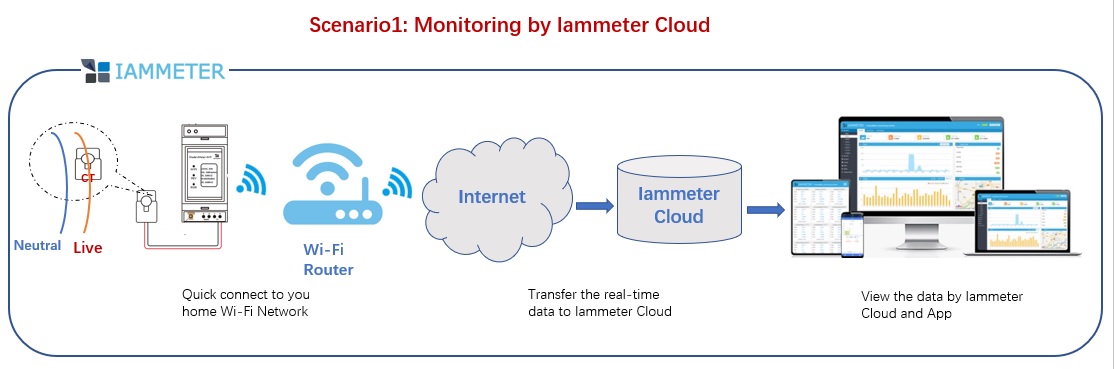 Scenario1: Monitoring by Iammeter Cloud
IAMMETER
CT
Neutral
Live
Wi-Fi
Router
Internet
Iammeter
Cloud
Quick connect to you
home Wi-Fi Network
Transfer the real-time
data to Iammeter Cloud
View the data by Iammeter
Cloud and App